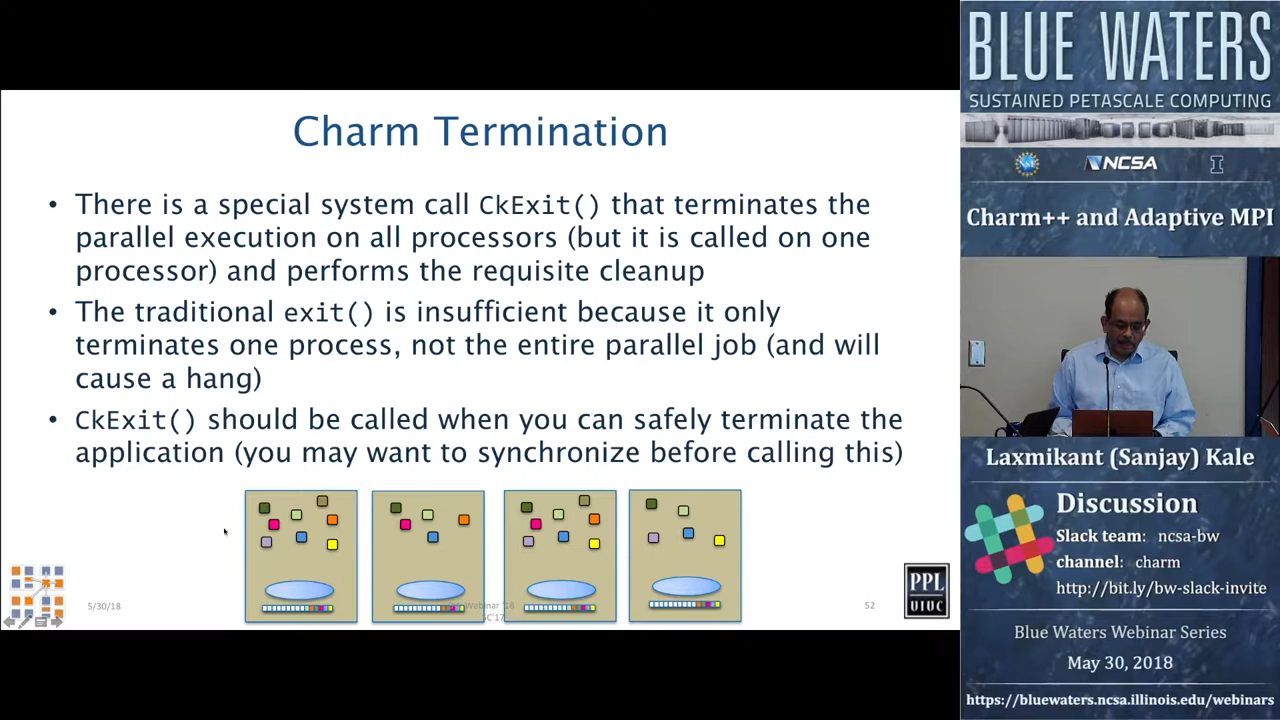 Charm Termination
• There is a special system call CkExit() that terminates the
parallel execution on all processors (but it is called on one
processor) and performs the requisite cleanup
• The traditional exit() is insufficient because it only
terminates one process, not the entire parallel job (and will
cause a hang)
• CkExit() should be called when you can safely terminate the
application (you may want to synchronize before calling this)
5/30/18
Webinar '18
SC'17
52
PPL
UIUC
BLUE WATERS
SUSTAINED PETASCALE COMPUTING
NSF
NCSA
I
Charm++ and Adaptive MPI
Laxmikant (Sanjay) Kale
Discussion
Slack team: ncsa-bw
channel: charm
http://bit.ly/bw-slack-invite
Blue Waters Webinar Series
May 30, 2018
https://bluewaters.ncsa.illinois.edu/webinars